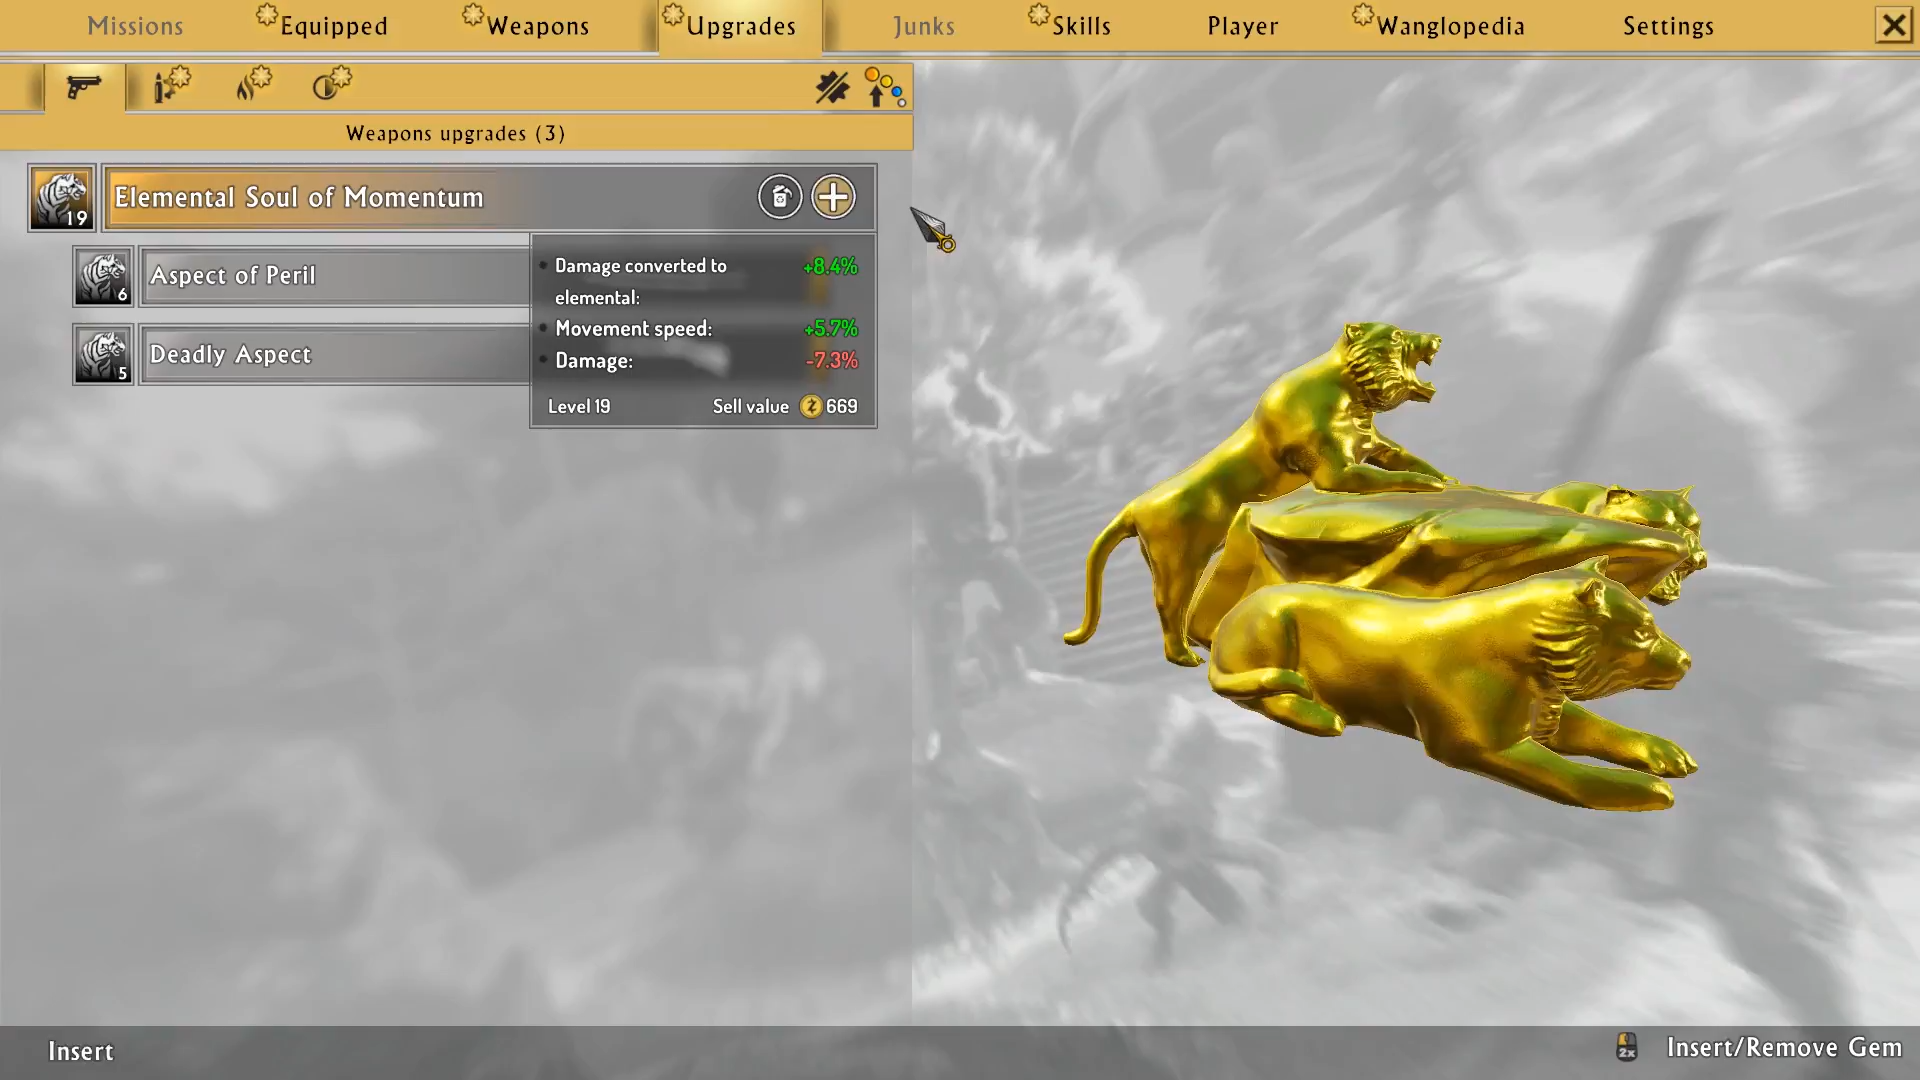 Missions Equipped Weapons Upgrades Junks Skills Player Wanglopedia Settings
Weapons upgrades (3)
19 Elemental Soul of Momentum
6 Aspect of Peril
5 Deadly Aspect
Damage converted to elemental: +8.4%
Movement speed: +5.7%
Damage: -7.3%
Level 19 Sell value 669
Insert
2x Insert/Remove Gem